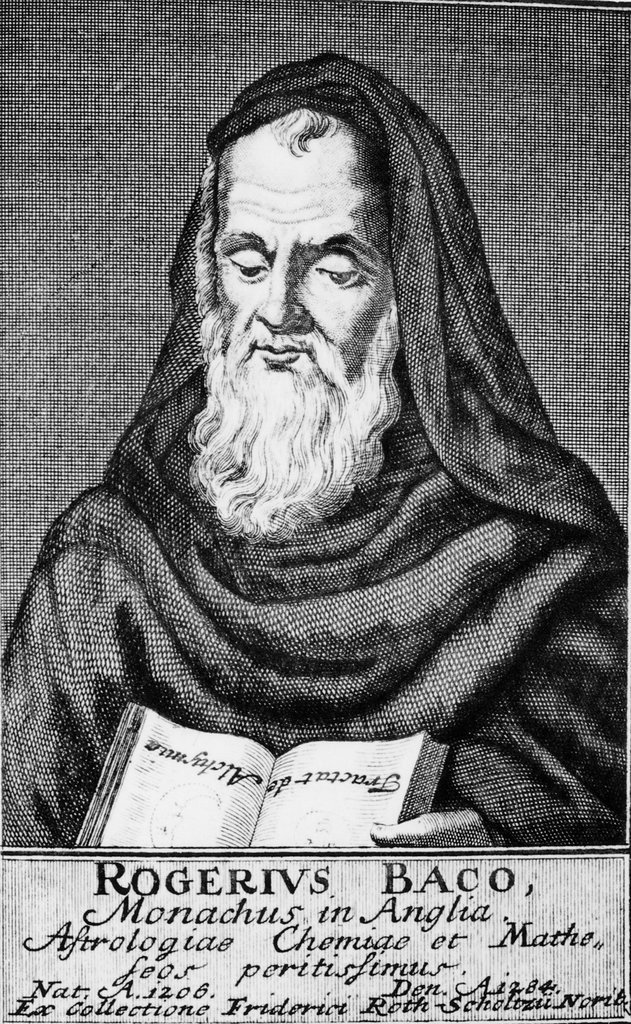 Tractat de
Alchymia
ROGERIVS BACO,
Monachus in Anglia.
Astrologiae Chemiae et Mathe„
seos peritissimus.
Nat. A. 1206. Den. A 1284.
Ex Collectione Friderici Roth-Scholtzii Norib.